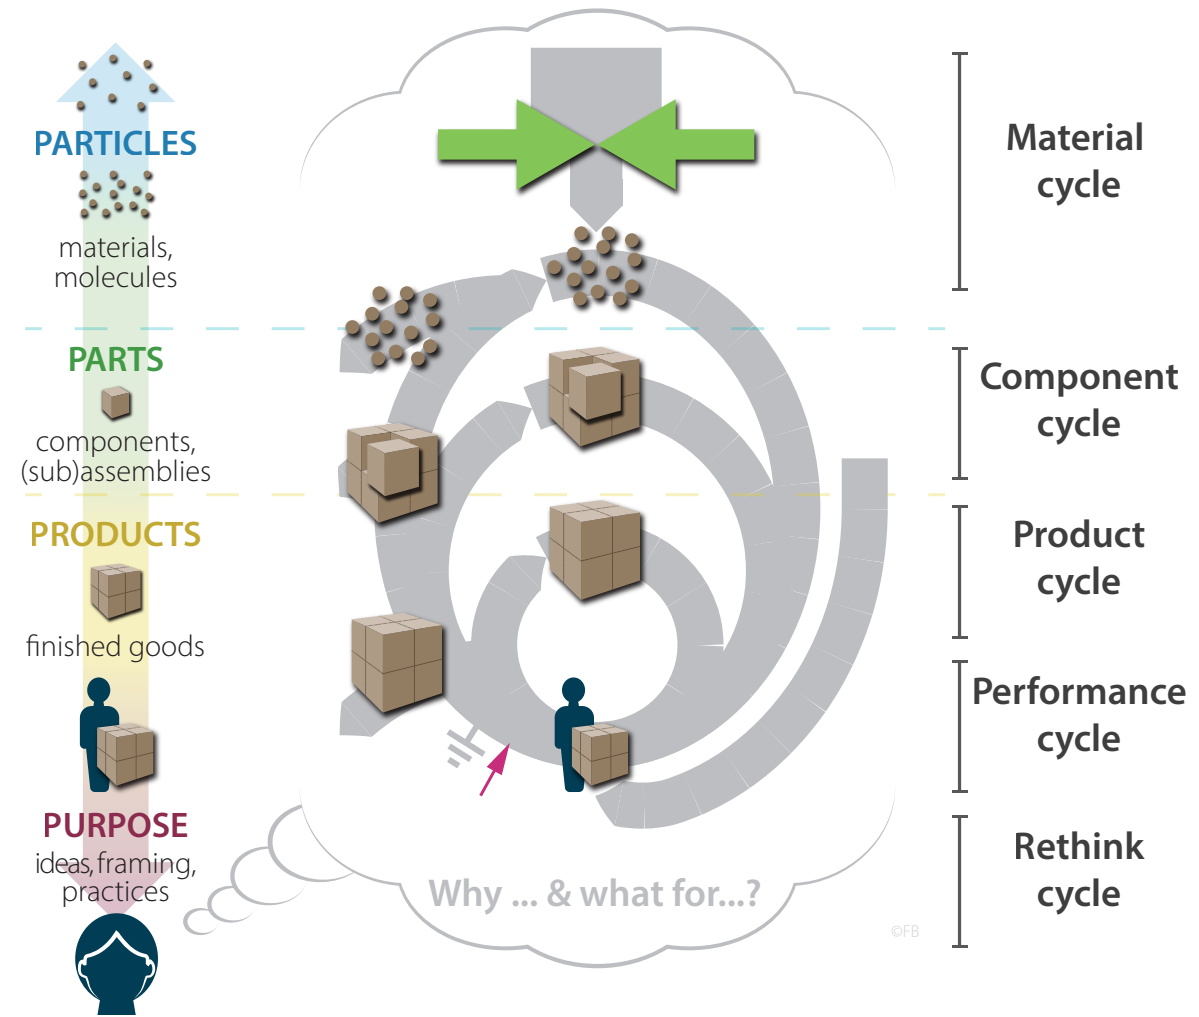 PARTICLES
materials,
molecules
PARTS
components,
(sub)assemblies
PRODUCTS
finished goods
PURPOSE
ideas, framing,
practices
Why ... & what for...?
©FB
Material
cycle
Component
cycle
Product
cycle
Performance
cycle
Rethink
cycle